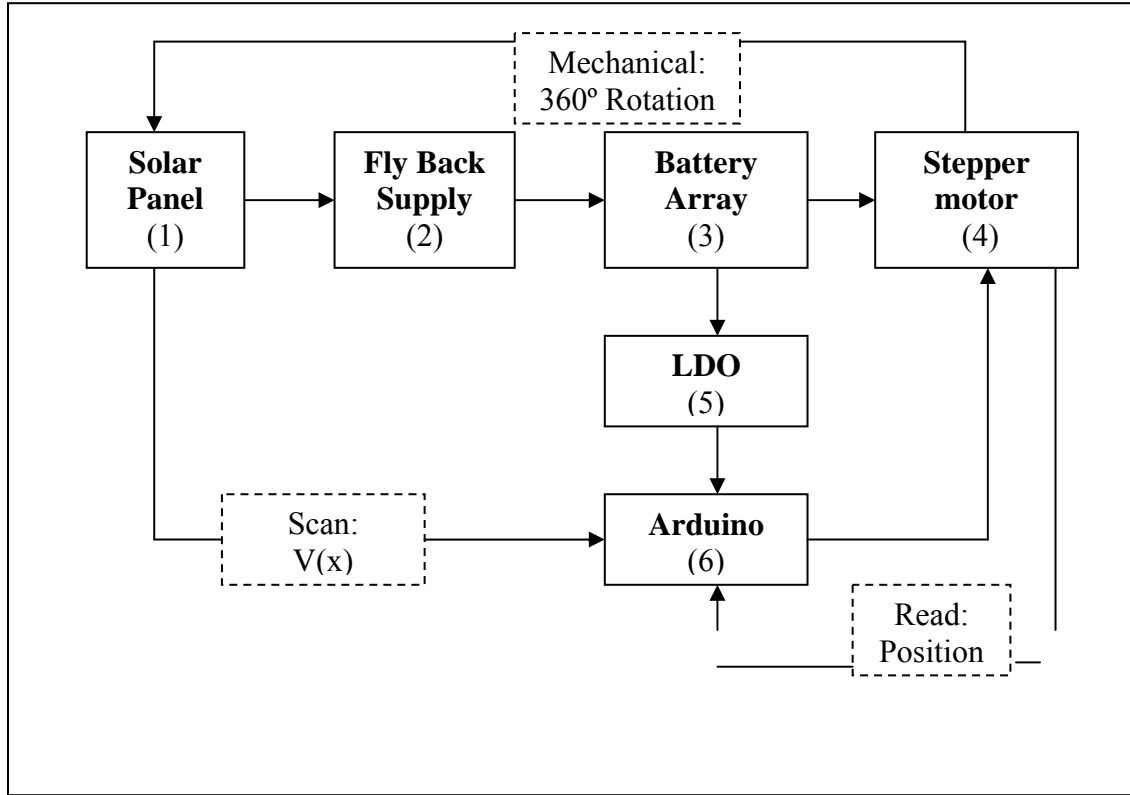 Mechanical:
360º Rotation
Solar
Panel
(1)
Fly Back
Supply
(2)
Battery
Array
(3)
Stepper
motor
(4)
LDO
(5)
Scan:
V(x)
Arduino
(6)
Read:
Position